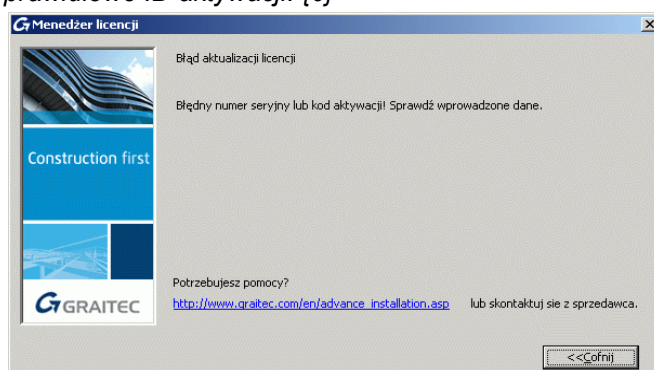 Menedżer licencji
Błąd aktualizacji licencji
Błędny numer seryjny lub kod aktywacji! Sprawdź wprowadzone dane.
Construction first
Potrzebujesz pomocy?
http://www.graitec.com/en/advance_installation.asp lub skontaktuj sie z sprzedawca.
GRAITEC
<<Cofnij